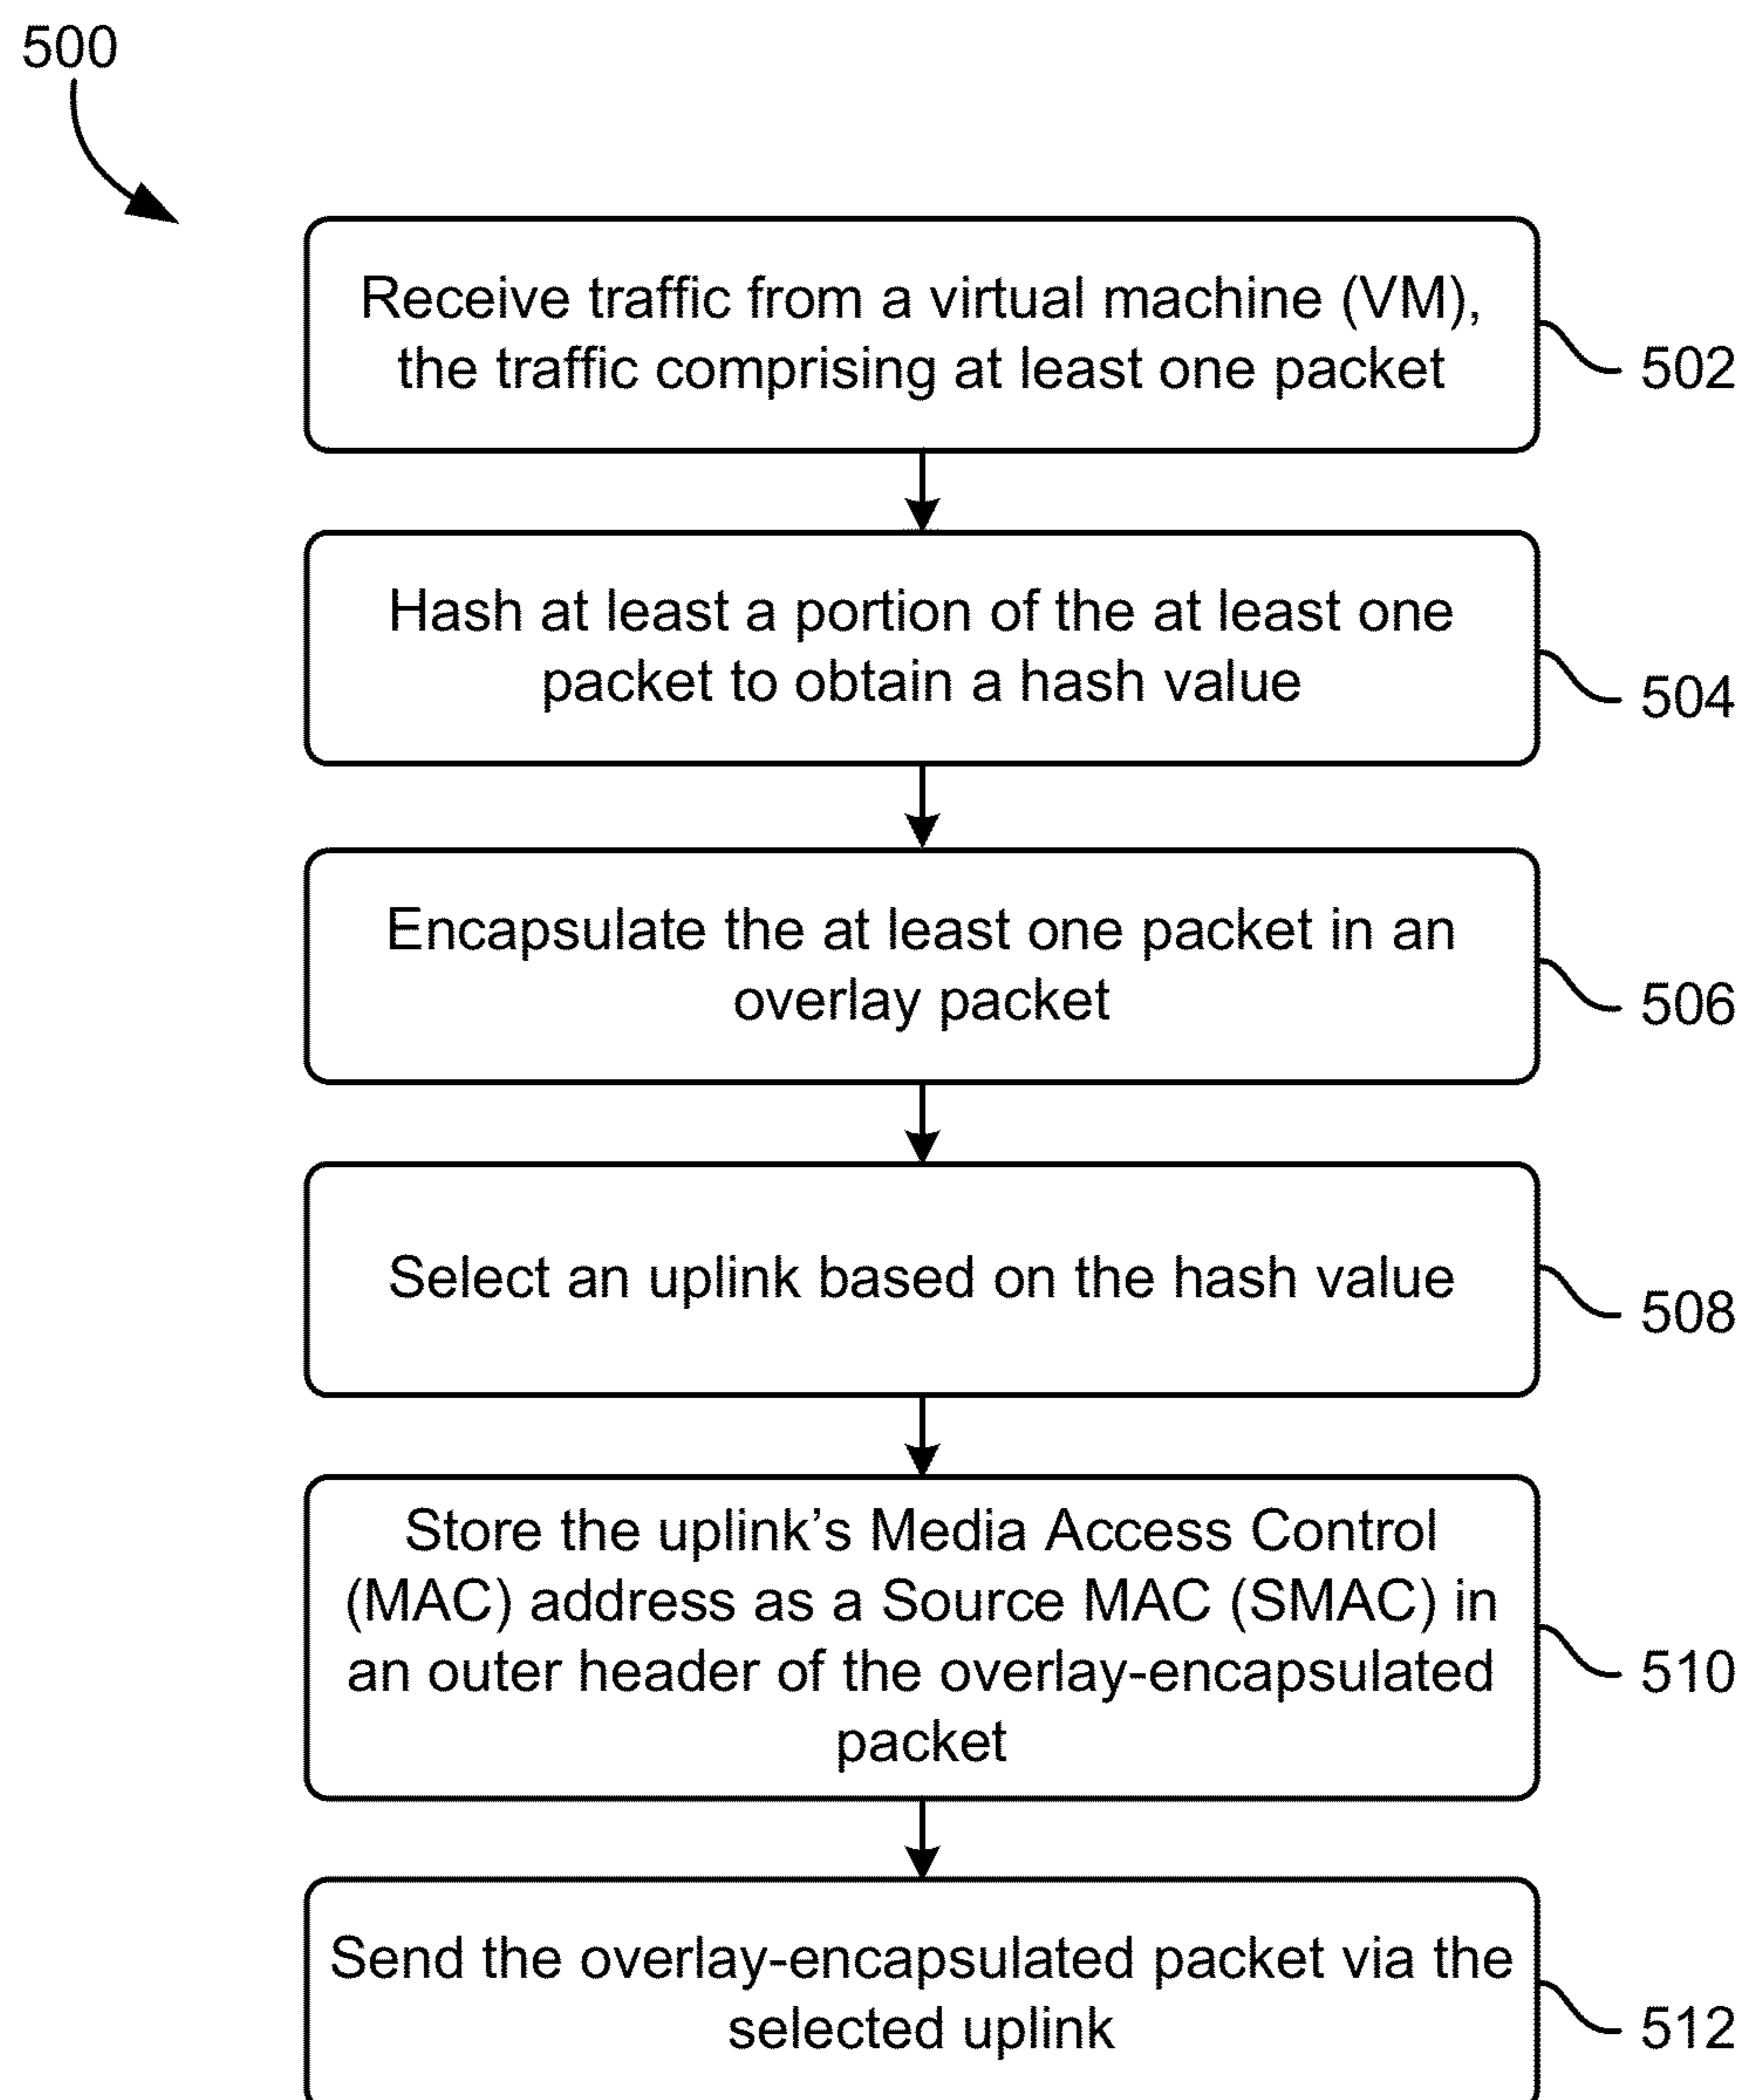 500
Receive traffic from a virtual machine (VM),
the traffic comprising at least one packet
502
Hash at least a portion of the at least one
packet to obtain a hash value
504
Encapsulate the at least one packet in an
overlay packet
506
Select an uplink based on the hash value
508
Store the uplink’s Media Access Control
(MAC) address as a Source MAC (SMAC) in
an outer header of the overlay-encapsulated
packet
510
Send the overlay-encapsulated packet via the
selected uplink
512